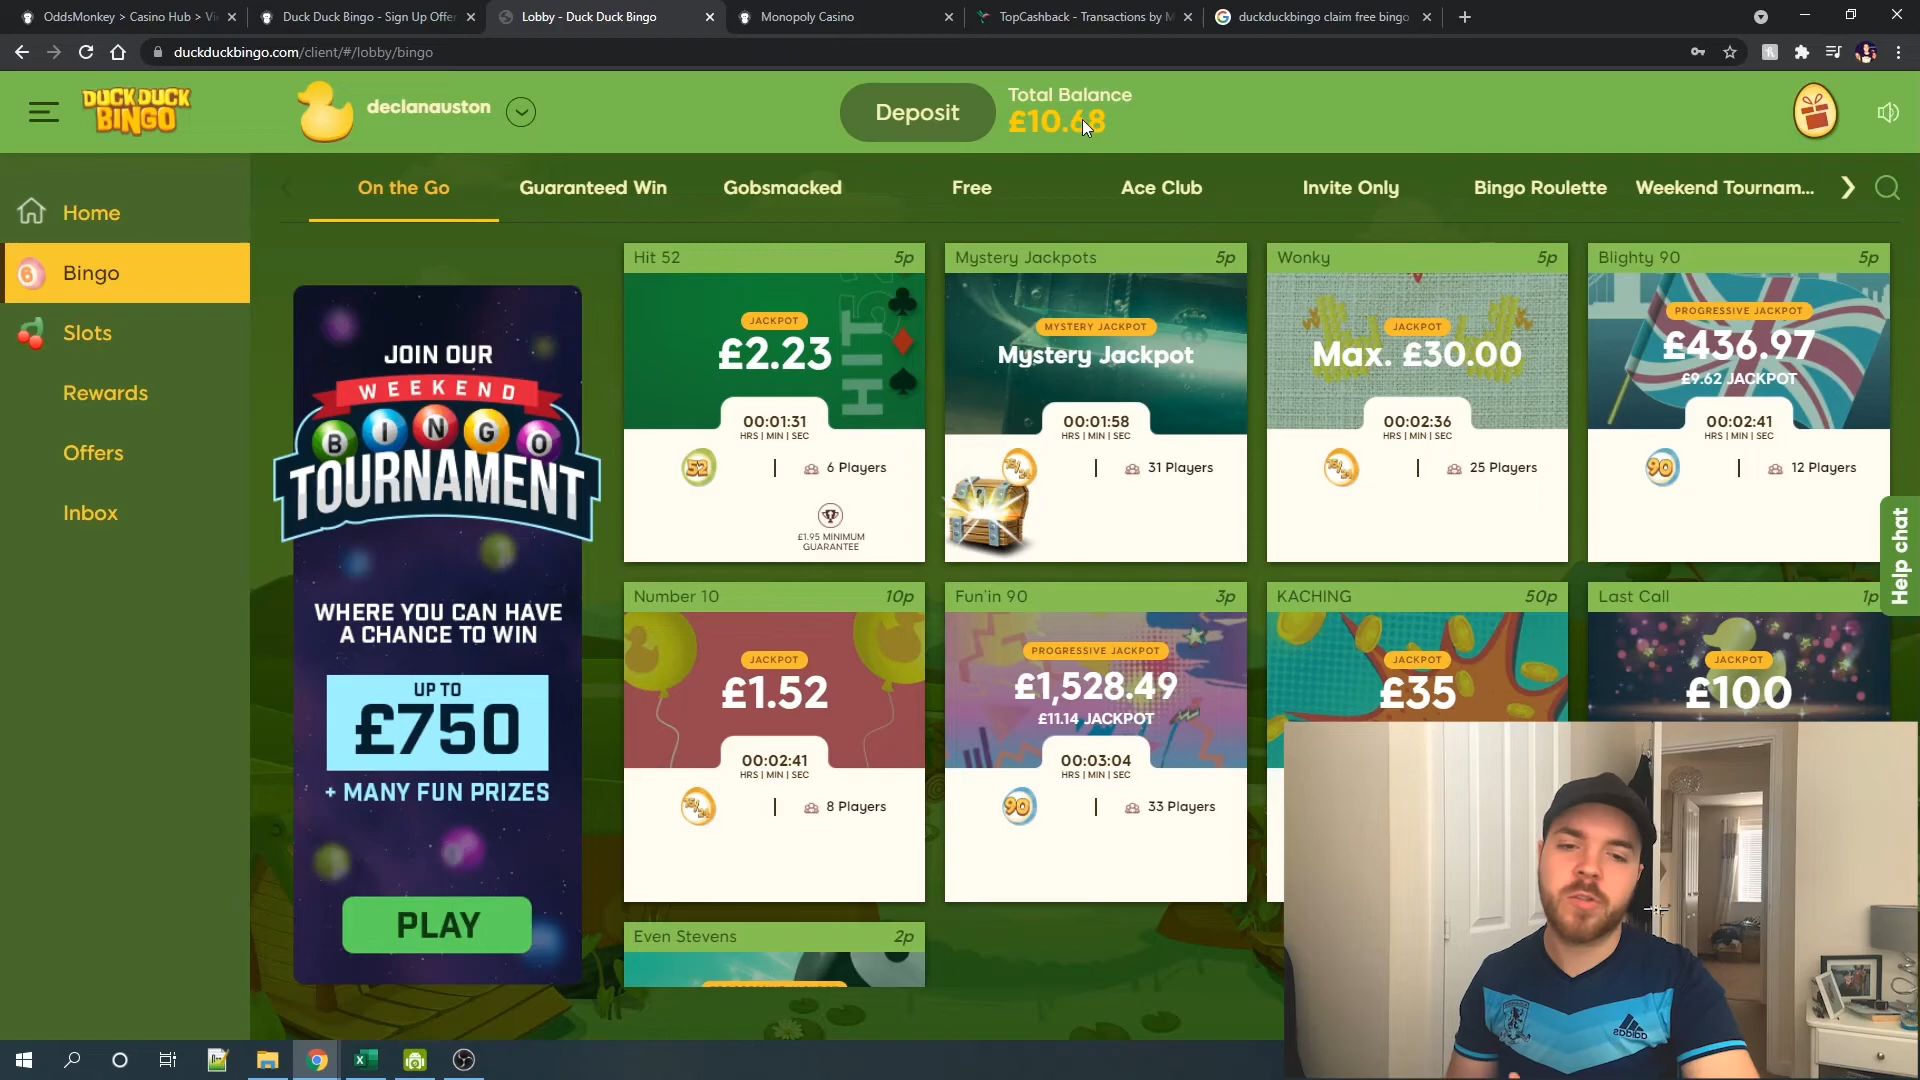 OddsMonkey > Casino Hub > Vi
Duck Duck Bingo - Sign Up Offer
Lobby - Duck Duck Bingo
Monopoly Casino
TopCashback - Transactions by M
duckduckbingo claim free bingo
duckduckbingo.com/client/#/lobby/bingo
DUCK DUCK
BINGO
declanauston
Deposit
Total Balance
£10.68
Home
Bingo
Slots
Rewards
Offers
Inbox
On the Go
Guaranteed Win
Gobsmacked
Free
Ace Club
Invite Only
Bingo Roulette
Weekend Tournam...
JOIN OUR
WEEKEND
BINGO
TOURNAMENT
WHERE YOU CAN HAVE
A CHANCE TO WIN
UP TO
£750
+ MANY FUN PRIZES
PLAY
Hit 52 5p
HIT 52
JACKPOT
£2.23
00:01:31
HRS | MIN | SEC
52 | 6 Players
£1.95 MINIMUM
GUARANTEE
Mystery Jackpots 5p
MYSTERY JACKPOT
Mystery Jackpot
00:01:58
HRS | MIN | SEC
| 31 Players
Wonky 5p
JACKPOT
Max. £30.00
00:02:36
HRS | MIN | SEC
| 25 Players
Blighty 90 5p
PROGRESSIVE JACKPOT
£436.97
£9.62 JACKPOT
00:02:41
HRS | MIN | SEC
90 | 12 Players
Number 10 10p
JACKPOT
£1.52
00:02:41
HRS | MIN | SEC
| 8 Players
Fun'in 90 3p
PROGRESSIVE JACKPOT
£1,528.49
£11.14 JACKPOT
00:03:04
HRS | MIN | SEC
90 | 33 Players
KACHING 50p
JACKPOT
£35
Last Call 1p
JACKPOT
£100
Even Stevens 2p
Help chat
adidas